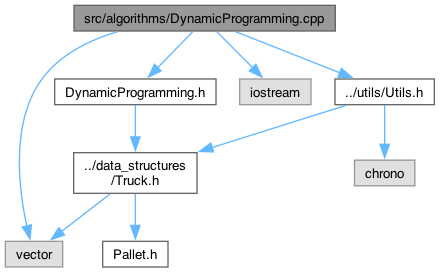 src/algorithms/DynamicProgramming.cpp
DynamicProgramming.h
iostream
../utils/Utils.h
../data_structures
/Truck.h
chrono
vector
Pallet.h